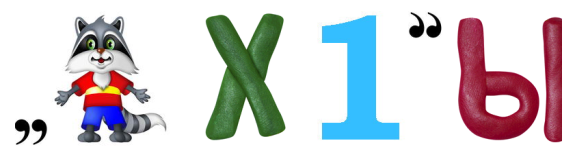 ,, Х 1 “ Ы